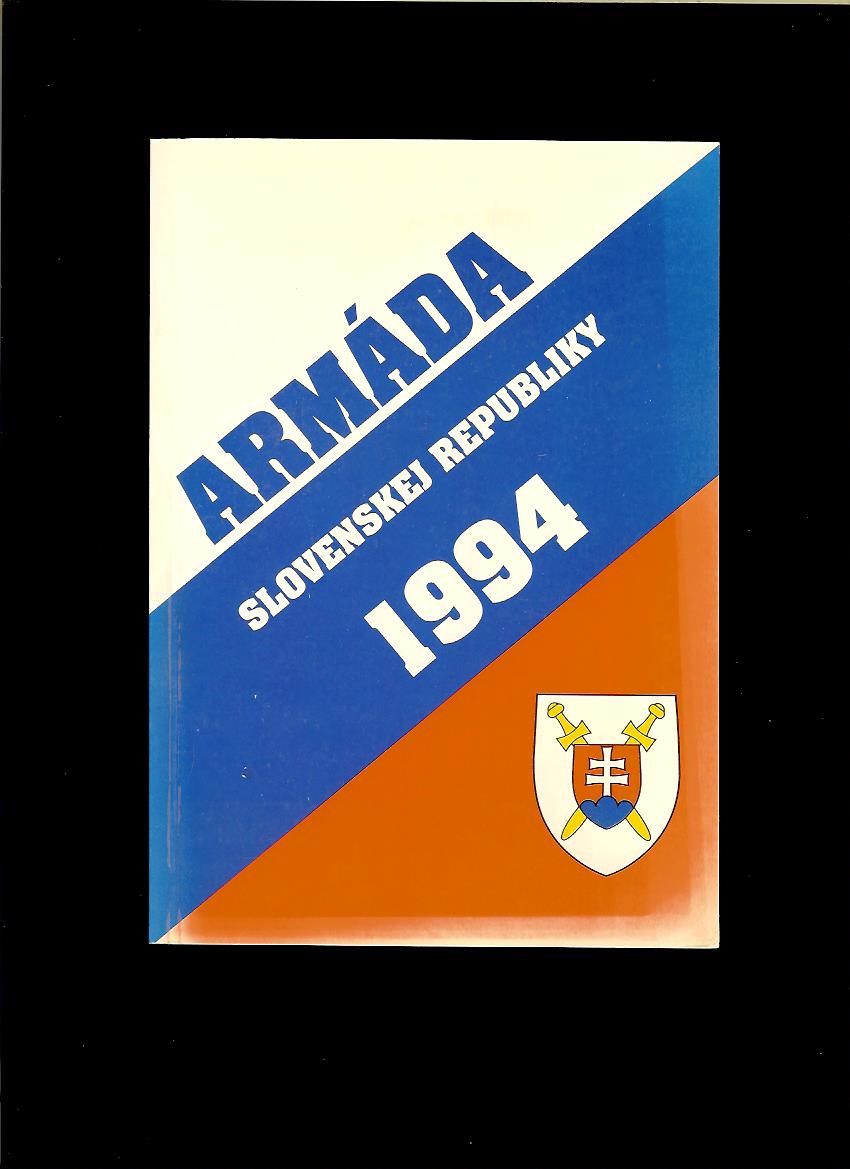 ARMÁDA
SLOVENSKEJ REPUBLIKY
1994